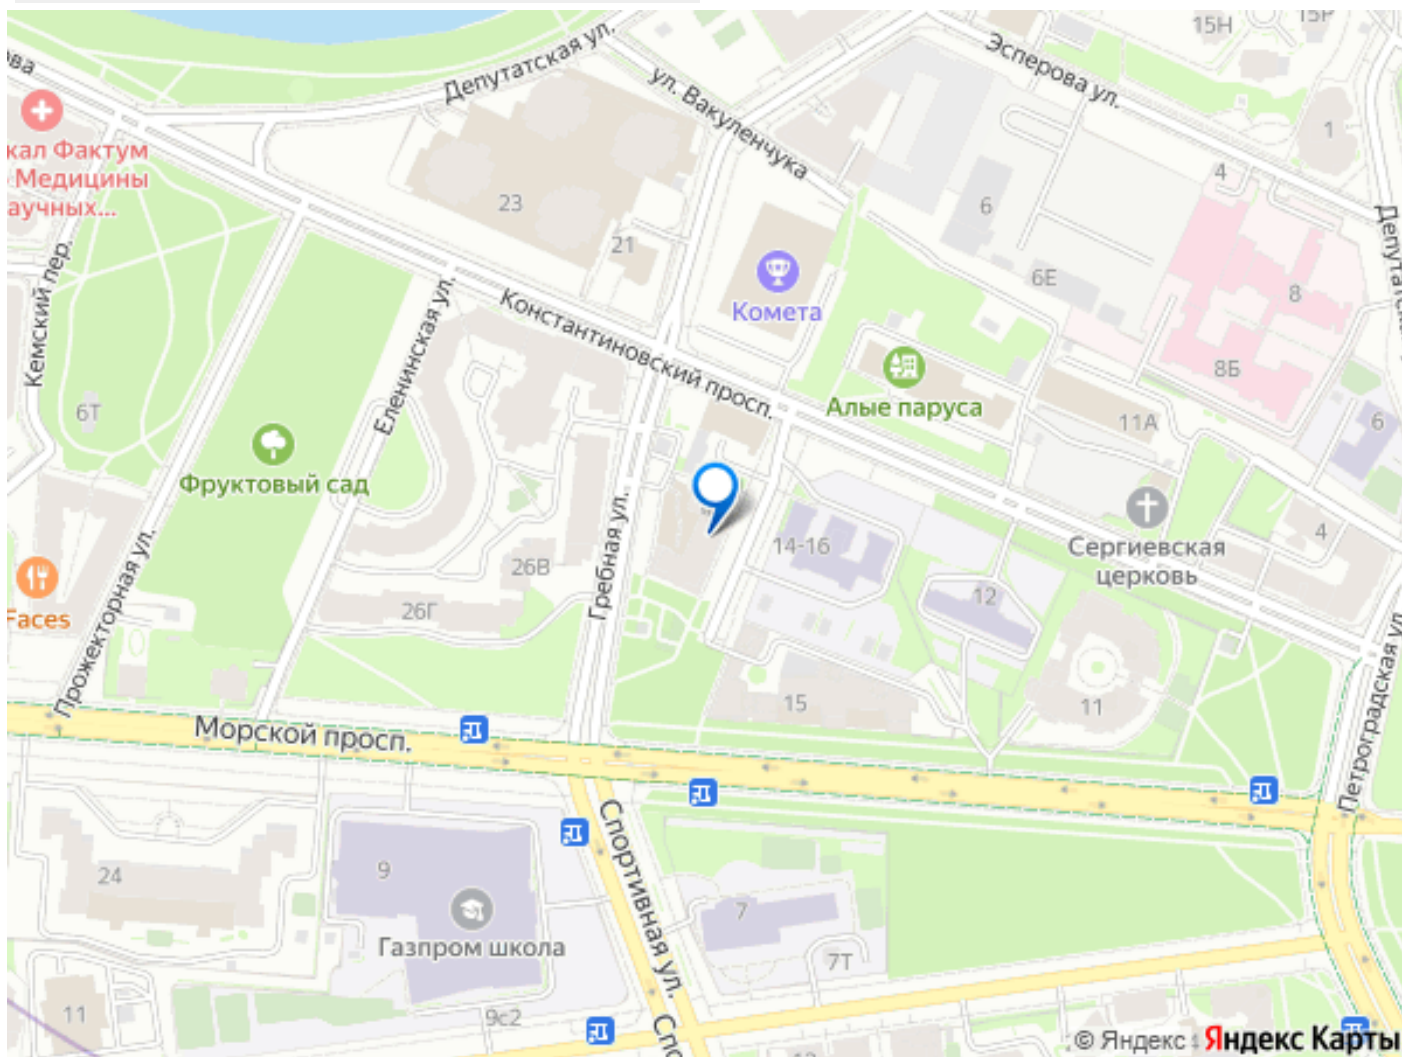 15Н
15Р
Эсперова ул.
Депутатская ул.
ул. Вакуленчука
ова
1
кал Фактум
Медицины
аучных...
4
23
6
21
Кемский пер.
Комета
6Е
8
Депутатс
Константиновский просп.
Еленинская ул.
8Б
Алые паруса
11А
6
6Т
Фруктовый сад
Сергиевская
церковь
4
14-16
Гребная ул.
26В
12
26Г
Faces
Прожекторная ул.
15
11
Петроградская ул
Морской просп.
9
24
Спортивная ул.
7
Газпром школа
7Т
11
9с2
Спо
© Яндекс
Яндекс Карты